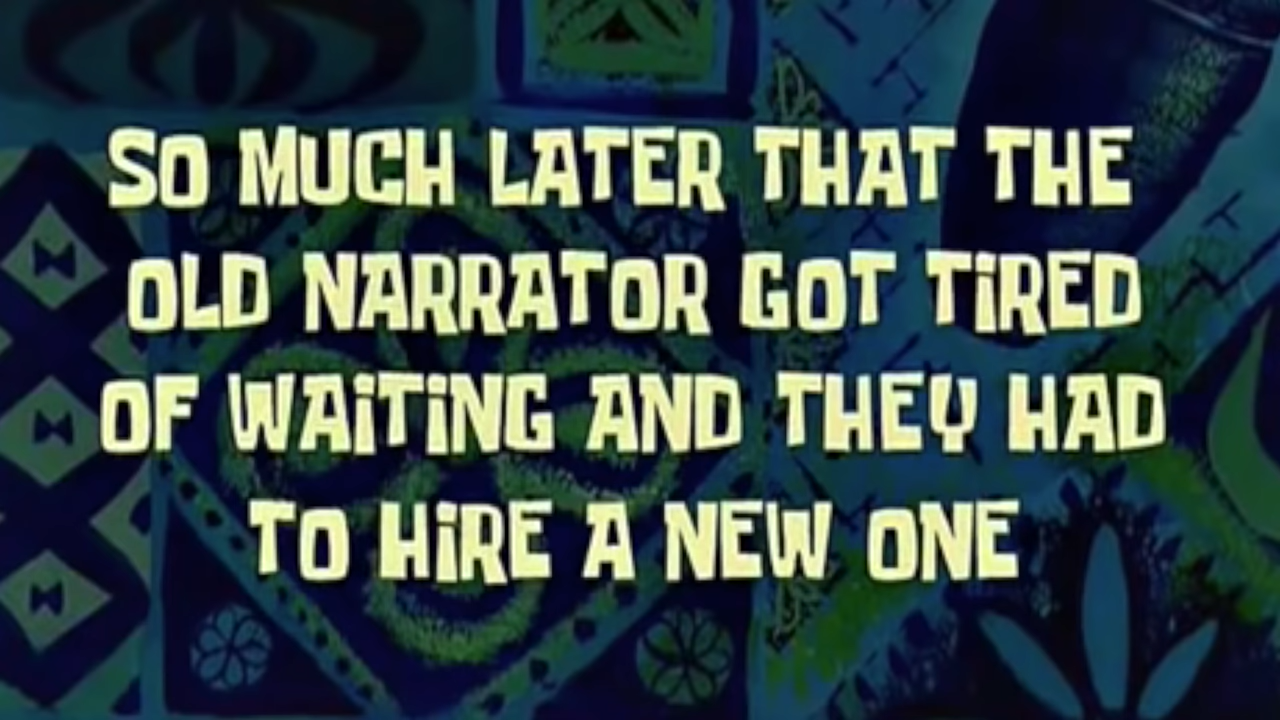 SO MUCH LATER THAT THE
OLD NARRATOR GOT TiRED
OF WAiTiNG AND THEY HAD
TO HiRE A NEW ONE